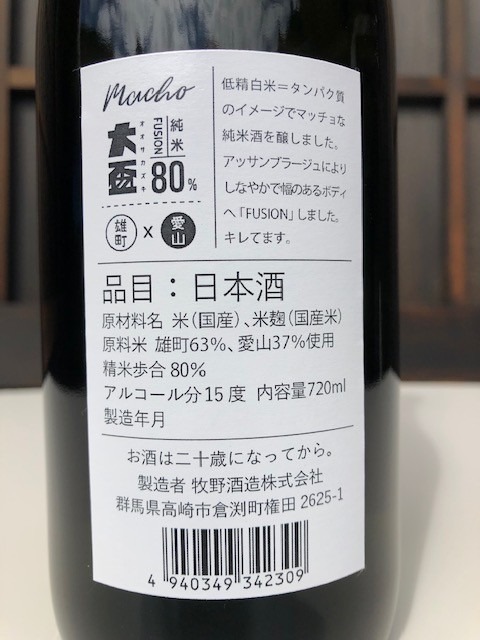 Macho
大盃
オオサカズキ
純米
FUSION
80%
雄町 × 愛山
低精白米=タンパク質
のイメージでマッチョな
純米酒を醸しました。
アッサンブラージュにより
しなやかで幅のあるボディ
へ「FUSION」しました。
キレてます。
品目：日本酒
原材料名 米(国産)、米麹(国産米)
原料米 雄町63%、愛山37%使用
精米歩合 80%
アルコール分 15 度 内容量720ml
製造年月
お酒は二十歳になってから。
製造者 牧野酒造株式会社
群馬県高崎市倉渕町権田 2625-1
4 940349 342309